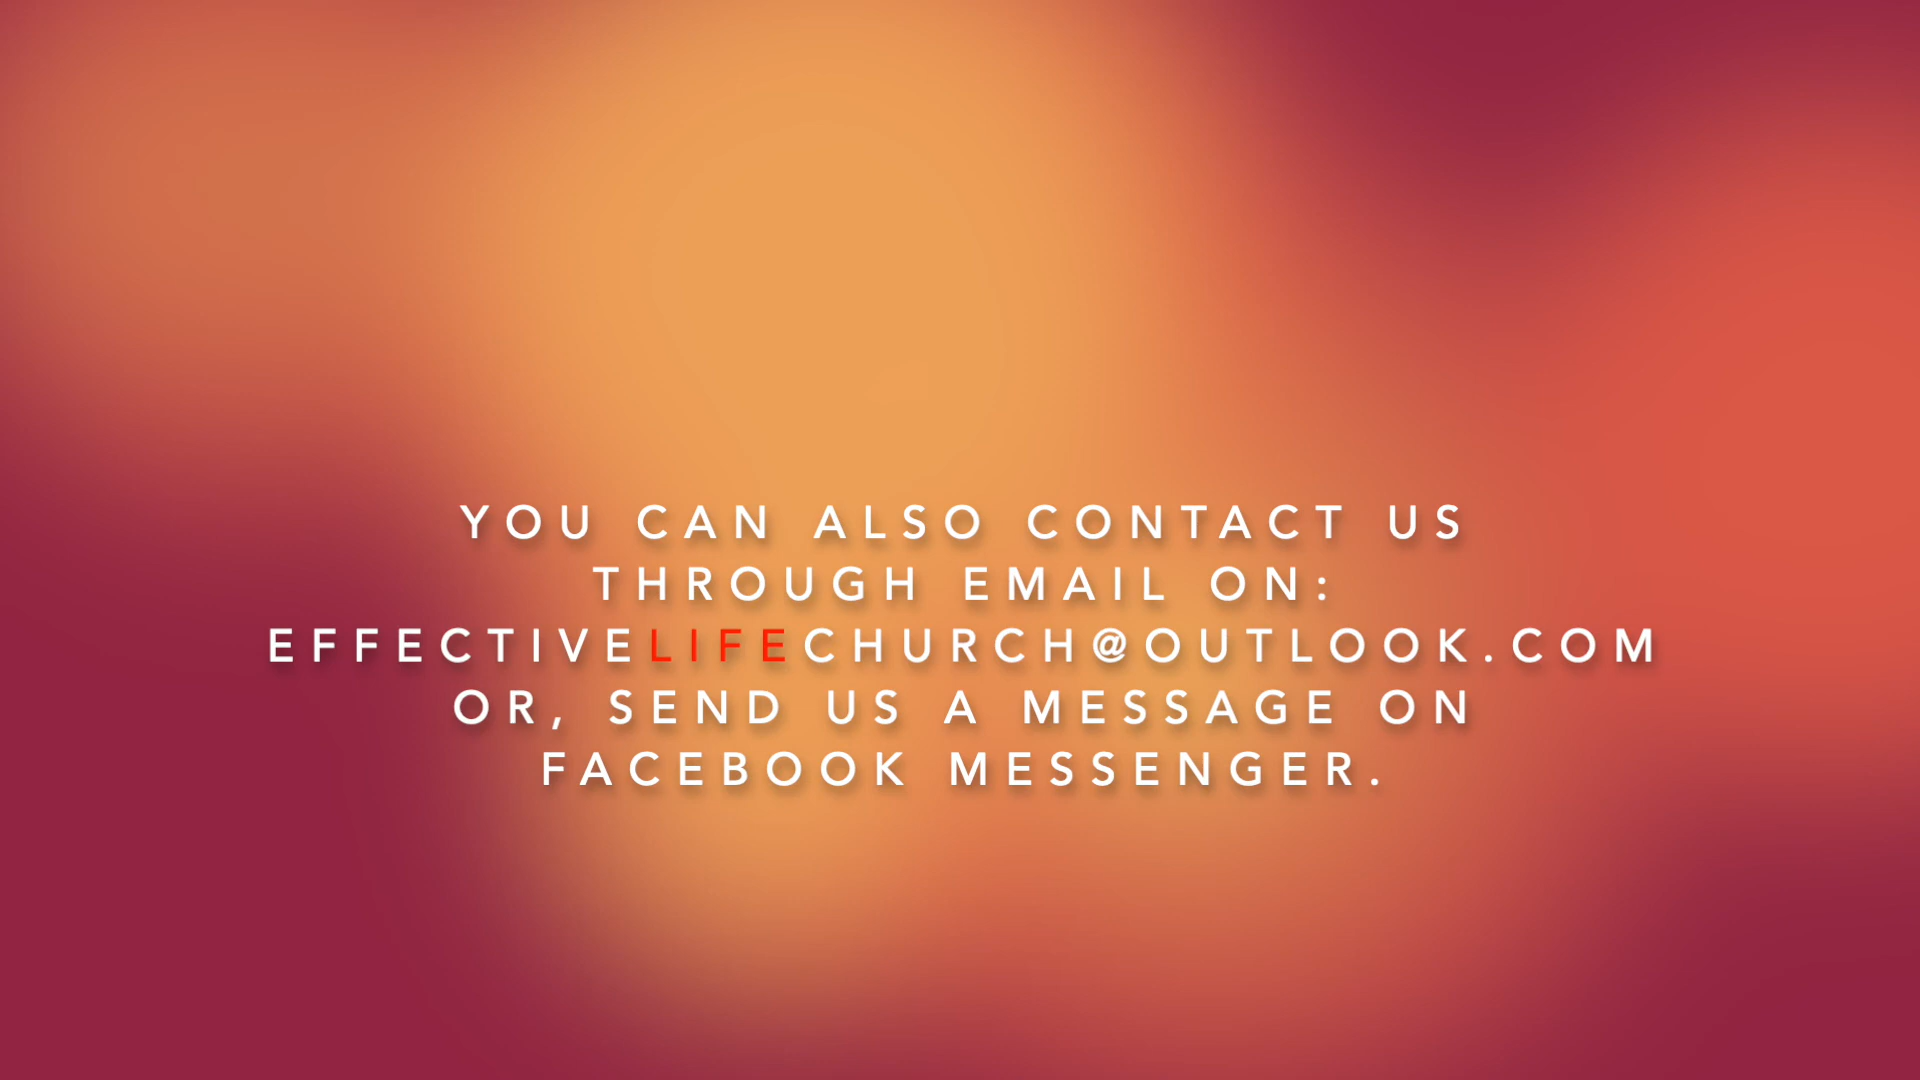 YOU CAN ALSO CONTACT US
THROUGH EMAIL ON:
EFFECTIVELIFECHURCH@OUTLOOK.COM
OR, SEND US A MESSAGE ON
FACEBOOK MESSENGER.